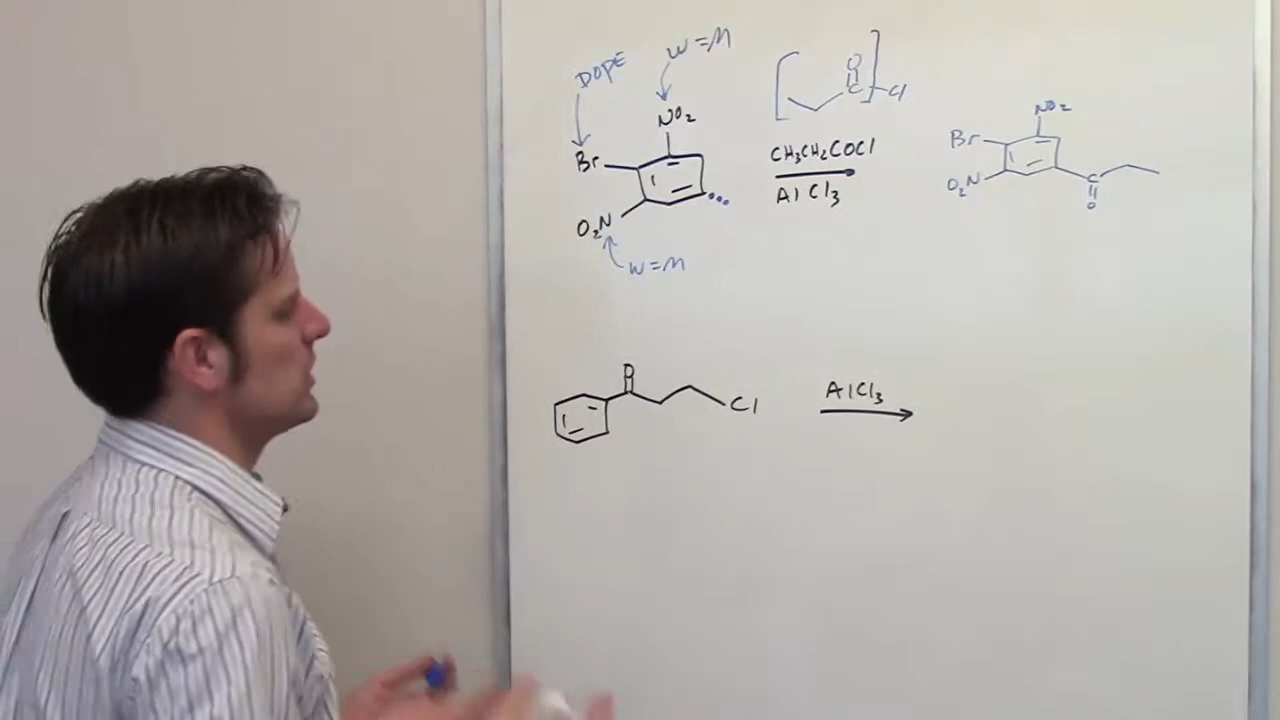 DOPE
W=M
NO2
Br
O2N
W=M
O
C
Cl
CH3CH2COCl
AlCl3
NO2
Br
O2N
O
O
Cl
AlCl3